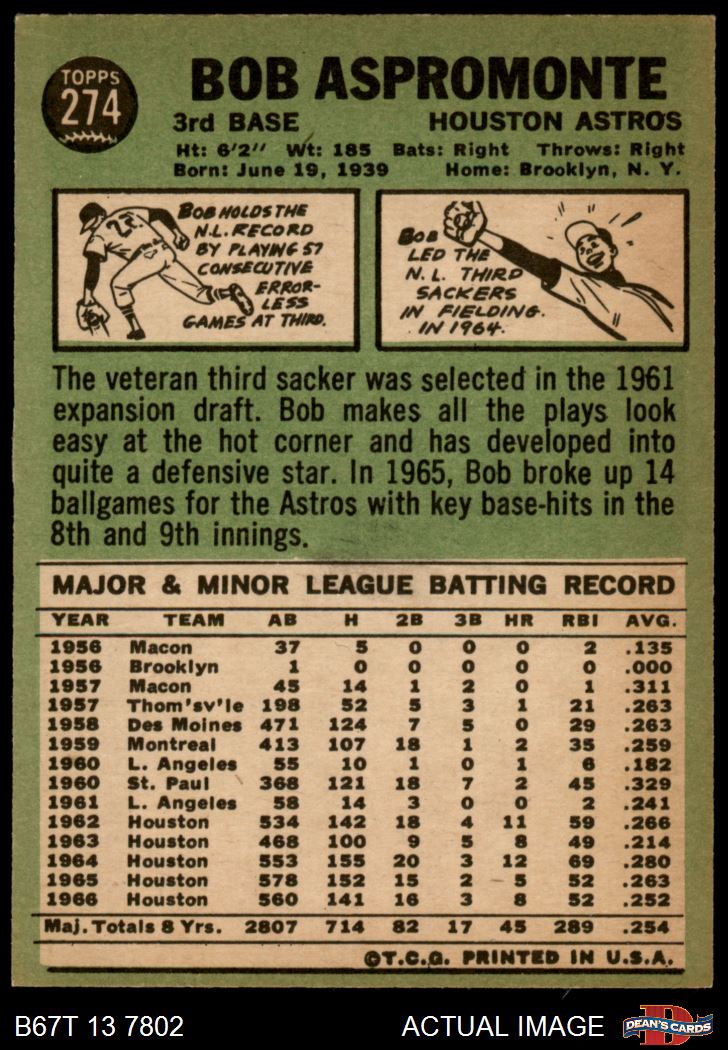 TOPPS
274
BOB ASPROMONTE
3rd BASE HOUSTON ASTROS
Ht: 6'2" Wt: 185 Bats: Right Throws: Right
Born: June 19, 1939 Home: Brooklyn, N. Y.
BOB HOLDS THE
N.L. RECORD
BY PLAYING 57
CONSECUTIVE
ERROR-
LESS
GAMES AT THIRD.
BOB
LED THE
N.L. THIRD
SACKERS
IN FIELDING.
IN 1964.
The veteran third sacker was selected in the 1961
expansion draft. Bob makes all the plays look
easy at the hot corner and has developed into
quite a defensive star. In 1965, Bob broke up 14
ballgames for the Astros with key base-hits in the
8th and 9th innings.
MAJOR & MINOR LEAGUE BATTING RECORD
YEAR TEAM AB H 2B 3B HR RBI AVG.
1956 Macon 37 5 0 0 0 2 .135
1956 Brooklyn 1 0 0 0 0 0 .000
1957 Macon 45 14 1 2 0 1 .311
1957 Thom'sv'le 198 52 5 3 1 21 .263
1958 Des Moines 471 124 7 5 0 29 .263
1959 Montreal 413 107 18 1 2 35 .259
1960 L. Angeles 55 10 1 0 1 6 .182
1960 St. Paul 368 121 18 7 2 45 .329
1961 L. Angeles 58 14 3 0 0 2 .241
1962 Houston 534 142 18 4 11 59 .266
1963 Houston 468 100 9 5 8 49 .214
1964 Houston 553 155 20 3 12 69 .280
1965 Houston 578 152 15 2 5 52 .263
1966 Houston 560 141 16 3 8 52 .252
Maj. Totals 8 Yrs. 2807 714 82 17 45 289 .254
©T.C.G. PRINTED IN U.S.A.
B67T 13 7802 ACTUAL IMAGE
DEAN'S CARDS